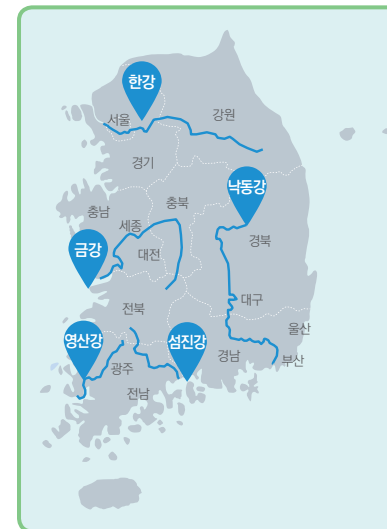 한강
서울
강원
경기
낙동강
충북
충남
세종
경북
금강
대전
대구
전북
울산
영산강
섬진강
경남
부산
광주
전남